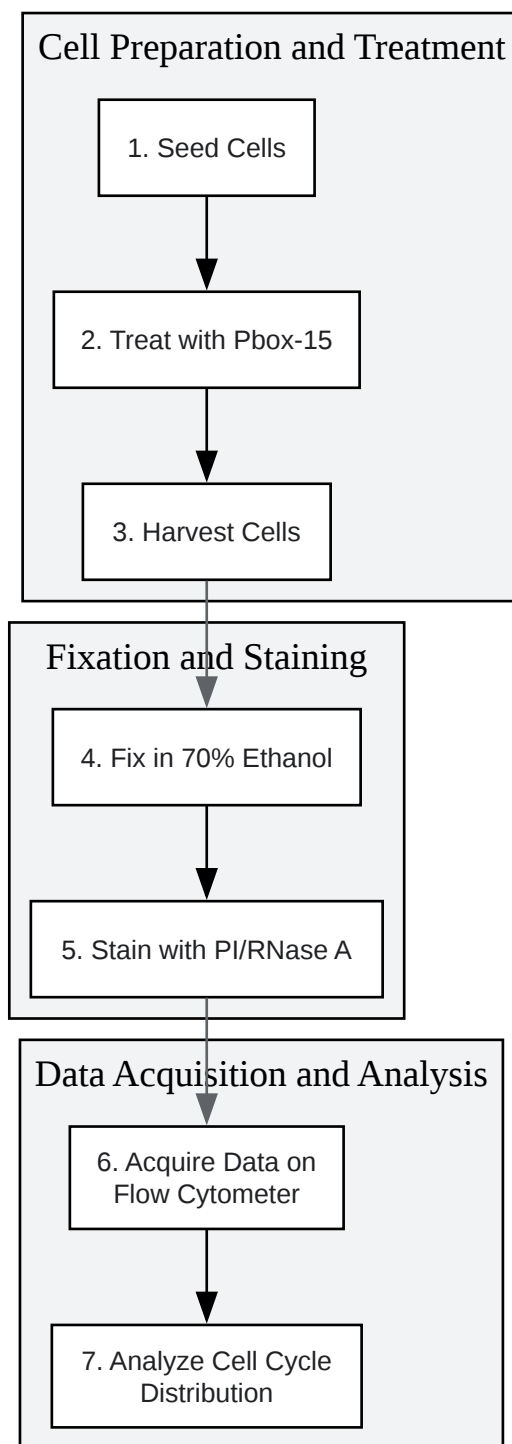 Cell Preparation and Treatment
1. Seed Cells
2. Treat with Pbox-15
3. Harvest Cells
Fixation and Staining
4. Fix in 70% Ethanol
5. Stain with PI/RNase A
Data Acquisition and Analysis
6. Acquire Data on
Flow Cytometer
7. Analyze Cell Cycle
Distribution